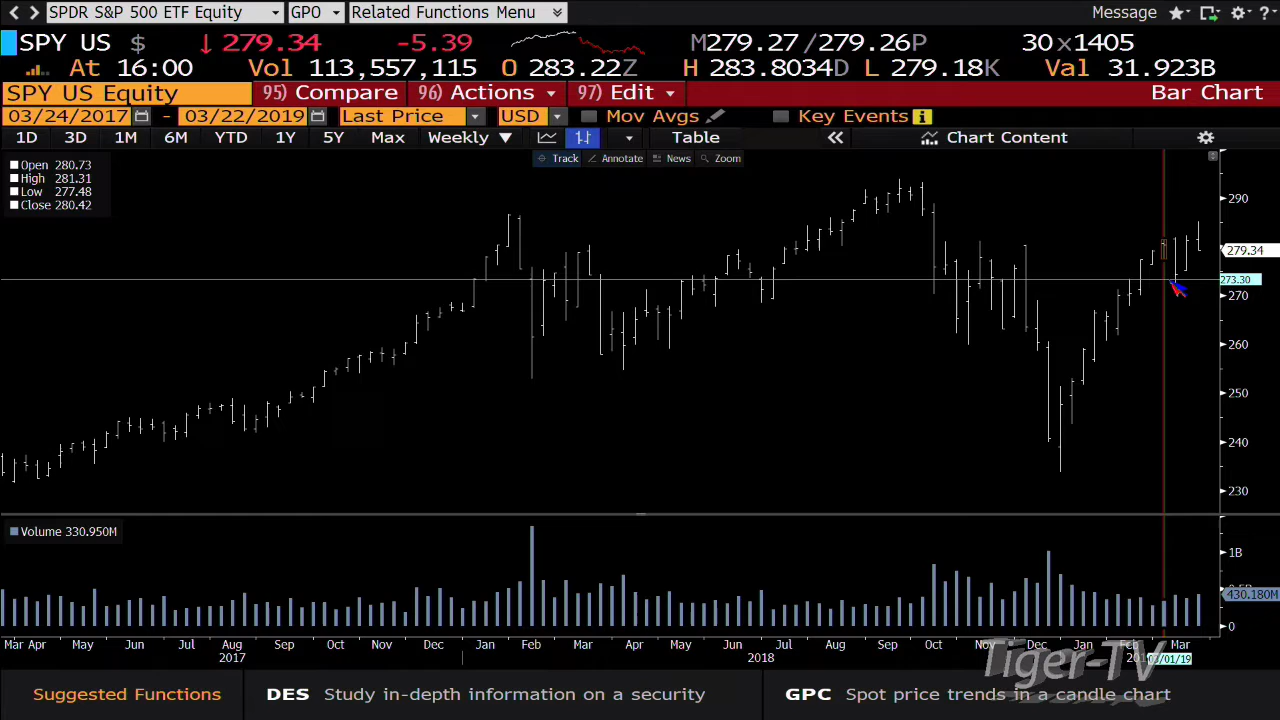 SPDR S&P 500 ETF Equity GPO Related Functions Menu Message ?
SPY US $ ↓ 279.34 -5.39 M279.27 /279.26P 30 x1405
At 16:00 Vol 113,557,115 O 283.22Z H 283.8034D L 279.18K Val 31.923B
SPY US Equity 95) Compare 96) Actions 97) Edit Bar Chart
03/24/2017 - 03/22/2019 Last Price USD Mov Avgs Key Events i
1D 3D 1M 6M YTD 1Y 5Y Max Weekly ▼ Table « Chart Content
Track Annotate News Zoom
Open 280.73
High 281.31
Low 277.48
Close 280.42
290
279.34
273.30
270
260
250
240
230
Volume 330.950M
1B
430.180M
0
Mar Apr May Jun Jul Aug Sep Oct Nov Dec Jan Feb Mar Apr May Jun Jul Aug Sep Oct Nov Dec Jan Feb Mar
2017 2018 03/01/19
Tiger-TV
Suggested Functions DES Study in-depth information on a security GPC Spot price trends in a candle chart